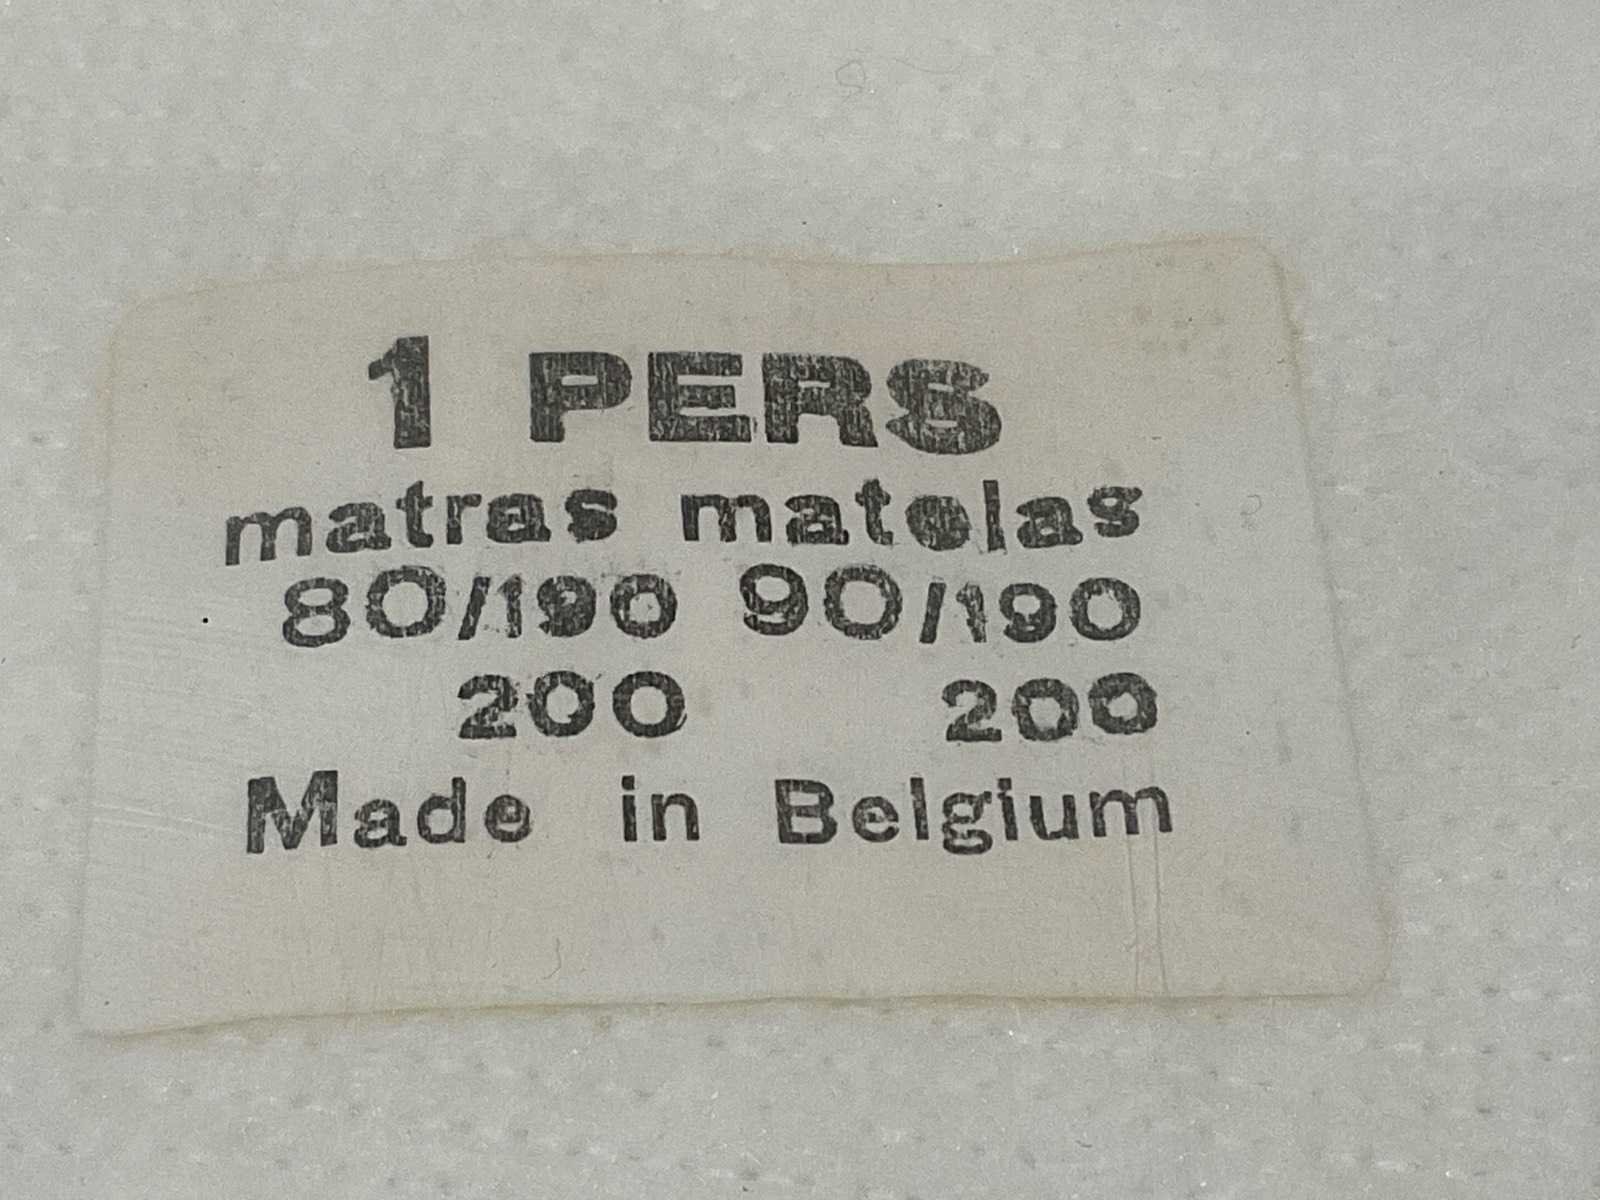 1 PERS
matras matelas
80/190 90/190
200 200
Made in Belgium